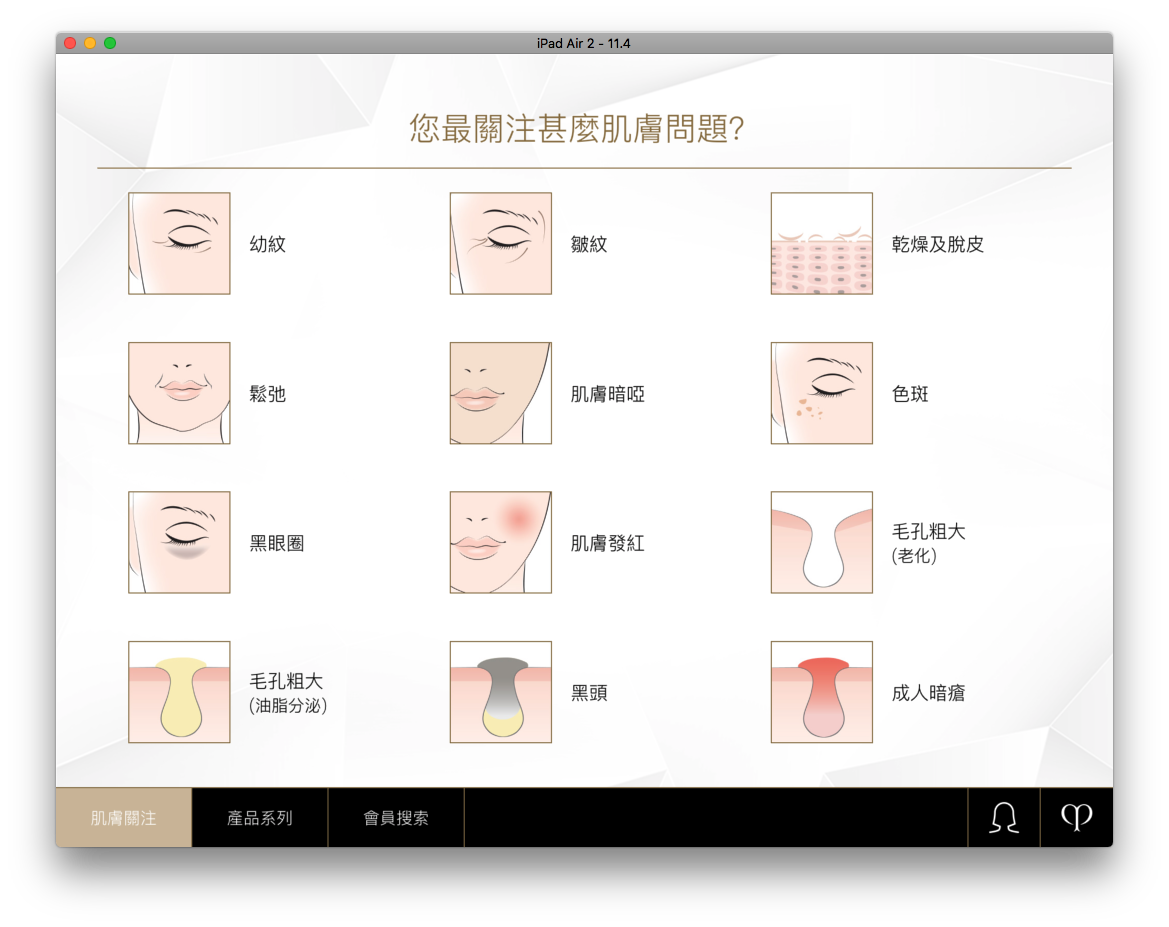 iPad Air 2 - 11.4
您最關注甚麼肌膚問題?
幼紋
皺紋
乾燥及脫皮
鬆弛
肌膚暗啞
色斑
黑眼圈
肌膚發紅
毛孔粗大
(老化)
毛孔粗大
(油脂分泌)
黑頭
成人暗瘡
肌膚關注
產品系列
會員搜索